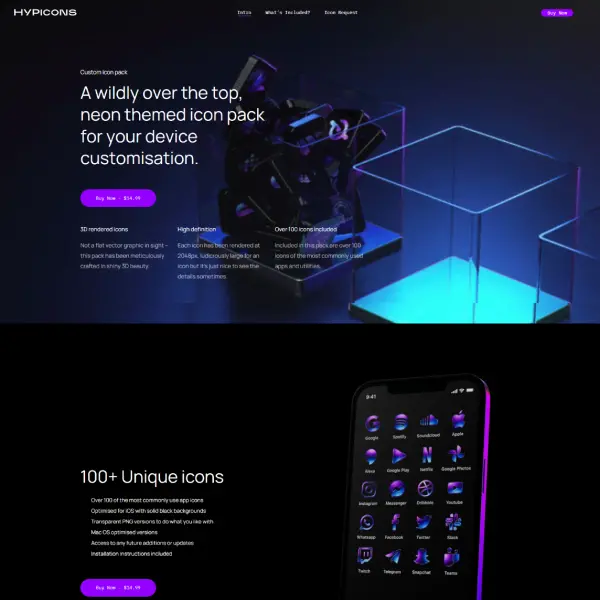 HYPICONS
Intro
What's Included?
Icon Request
Buy Now
Custom icon pack
A wildly over the top,
neon themed icon pack
for your device
customisation.
Buy Now - $14.99
3D rendered icons
Not a flat vector graphic in sight -
this pack has been meticulously
crafted in shiny 3D beauty
High definition
Each icon has been rendered at
2048px, ludicrously large for an
icon but it's just nice to see the
details sometimes
Over 100 icons included
Included in this pack are over 100
icons of the most commonly used
apps and utilities.
100+ Unique icons
Over 100 of the most commonly use app icons
Optimised for iOS with solid black backgrounds
Transparent PNG versions to do what you like with
Mac OS optimised versions
Access to any future additions or updates
Installation instructions included
Buy Now - $14.99
9:41
Google
Spotify
Soundcloud
Apple
Alexa
Google Play
Netflix
Google Photos
Instagram
Messenger
Dribbble
Youtube
Whatsapp
Facebook
Twitter
Slack
Twitch
Telegram
Snapchat
Teams